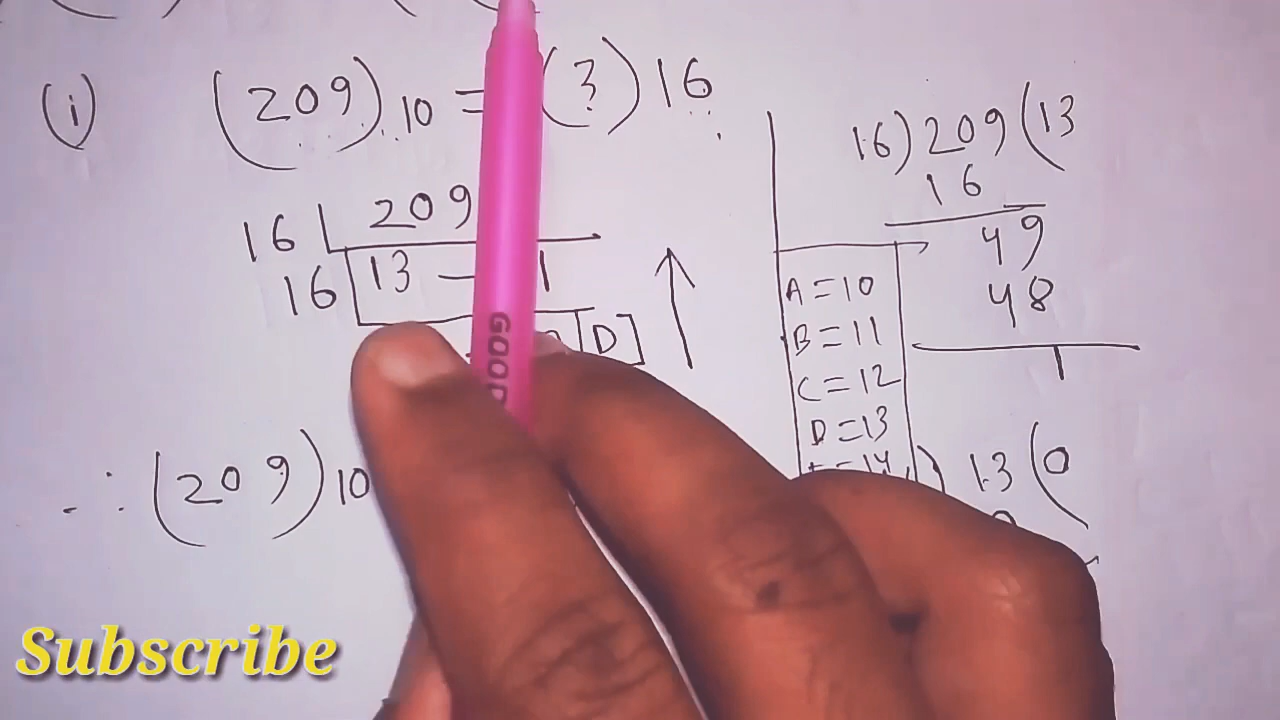 (i) (209)10 = (?)16
16 209
16 13 — 1
[D]
∴ (209)10
16)209(13
16
49
48
1
A=10
B=11
C=12
D=13
13(0
GOOD
Subscribe